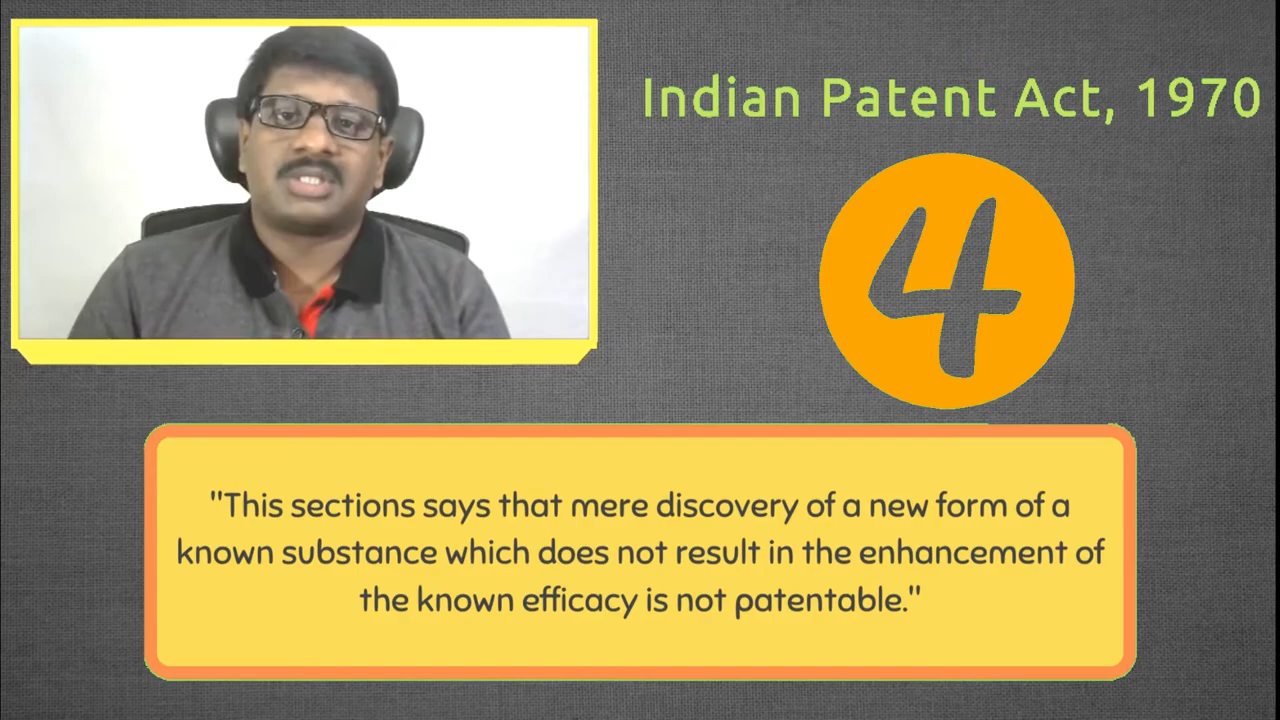 Indian Patent Act, 1970
4
"This sections says that mere discovery of a new form of a
known substance which does not result in the enhancement of
the known efficacy is not patentable."